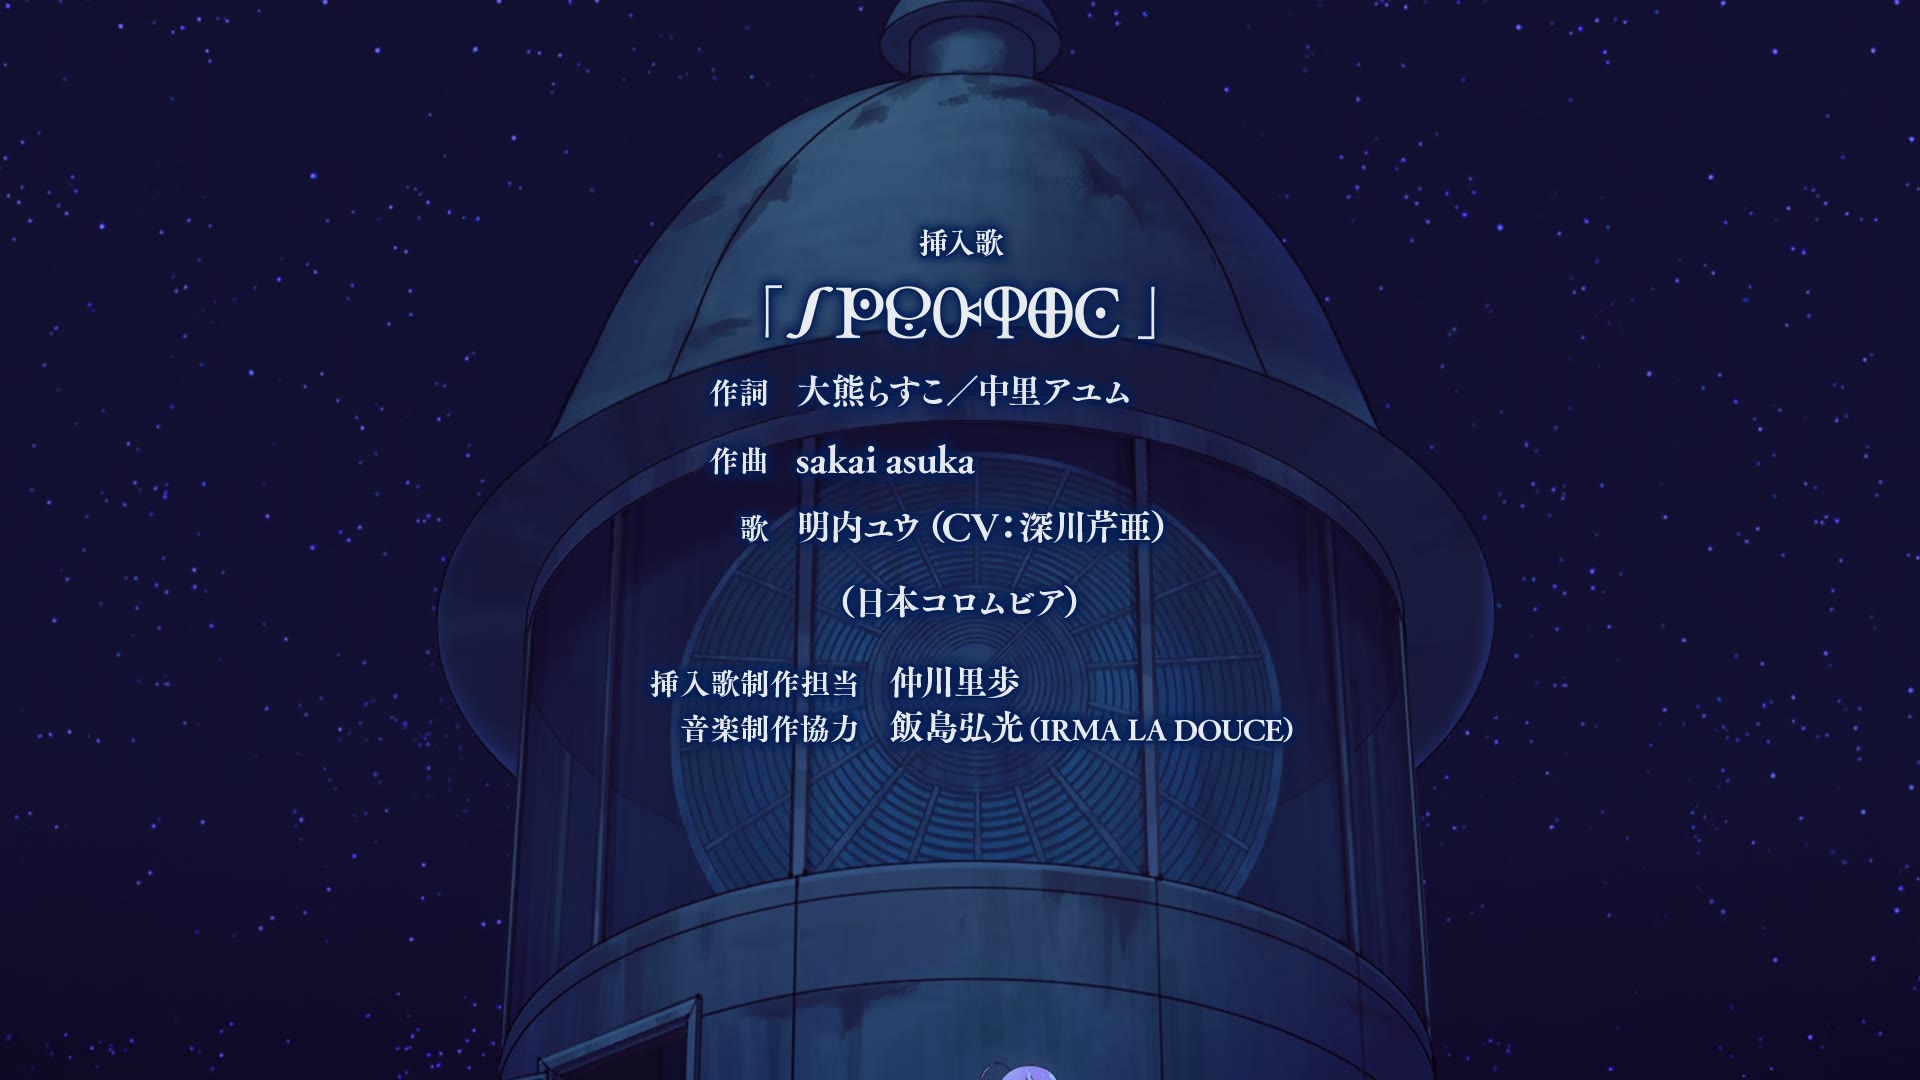 挿入歌
作詞 大熊らすこ／中里アユム
作曲 sakai asuka
歌 明内ユウ（CV：深川芹亜）
（日本コロムビア）
挿入歌制作担当 仲川里歩
音楽制作協力 飯島弘光（IRMA LA DOUCE）